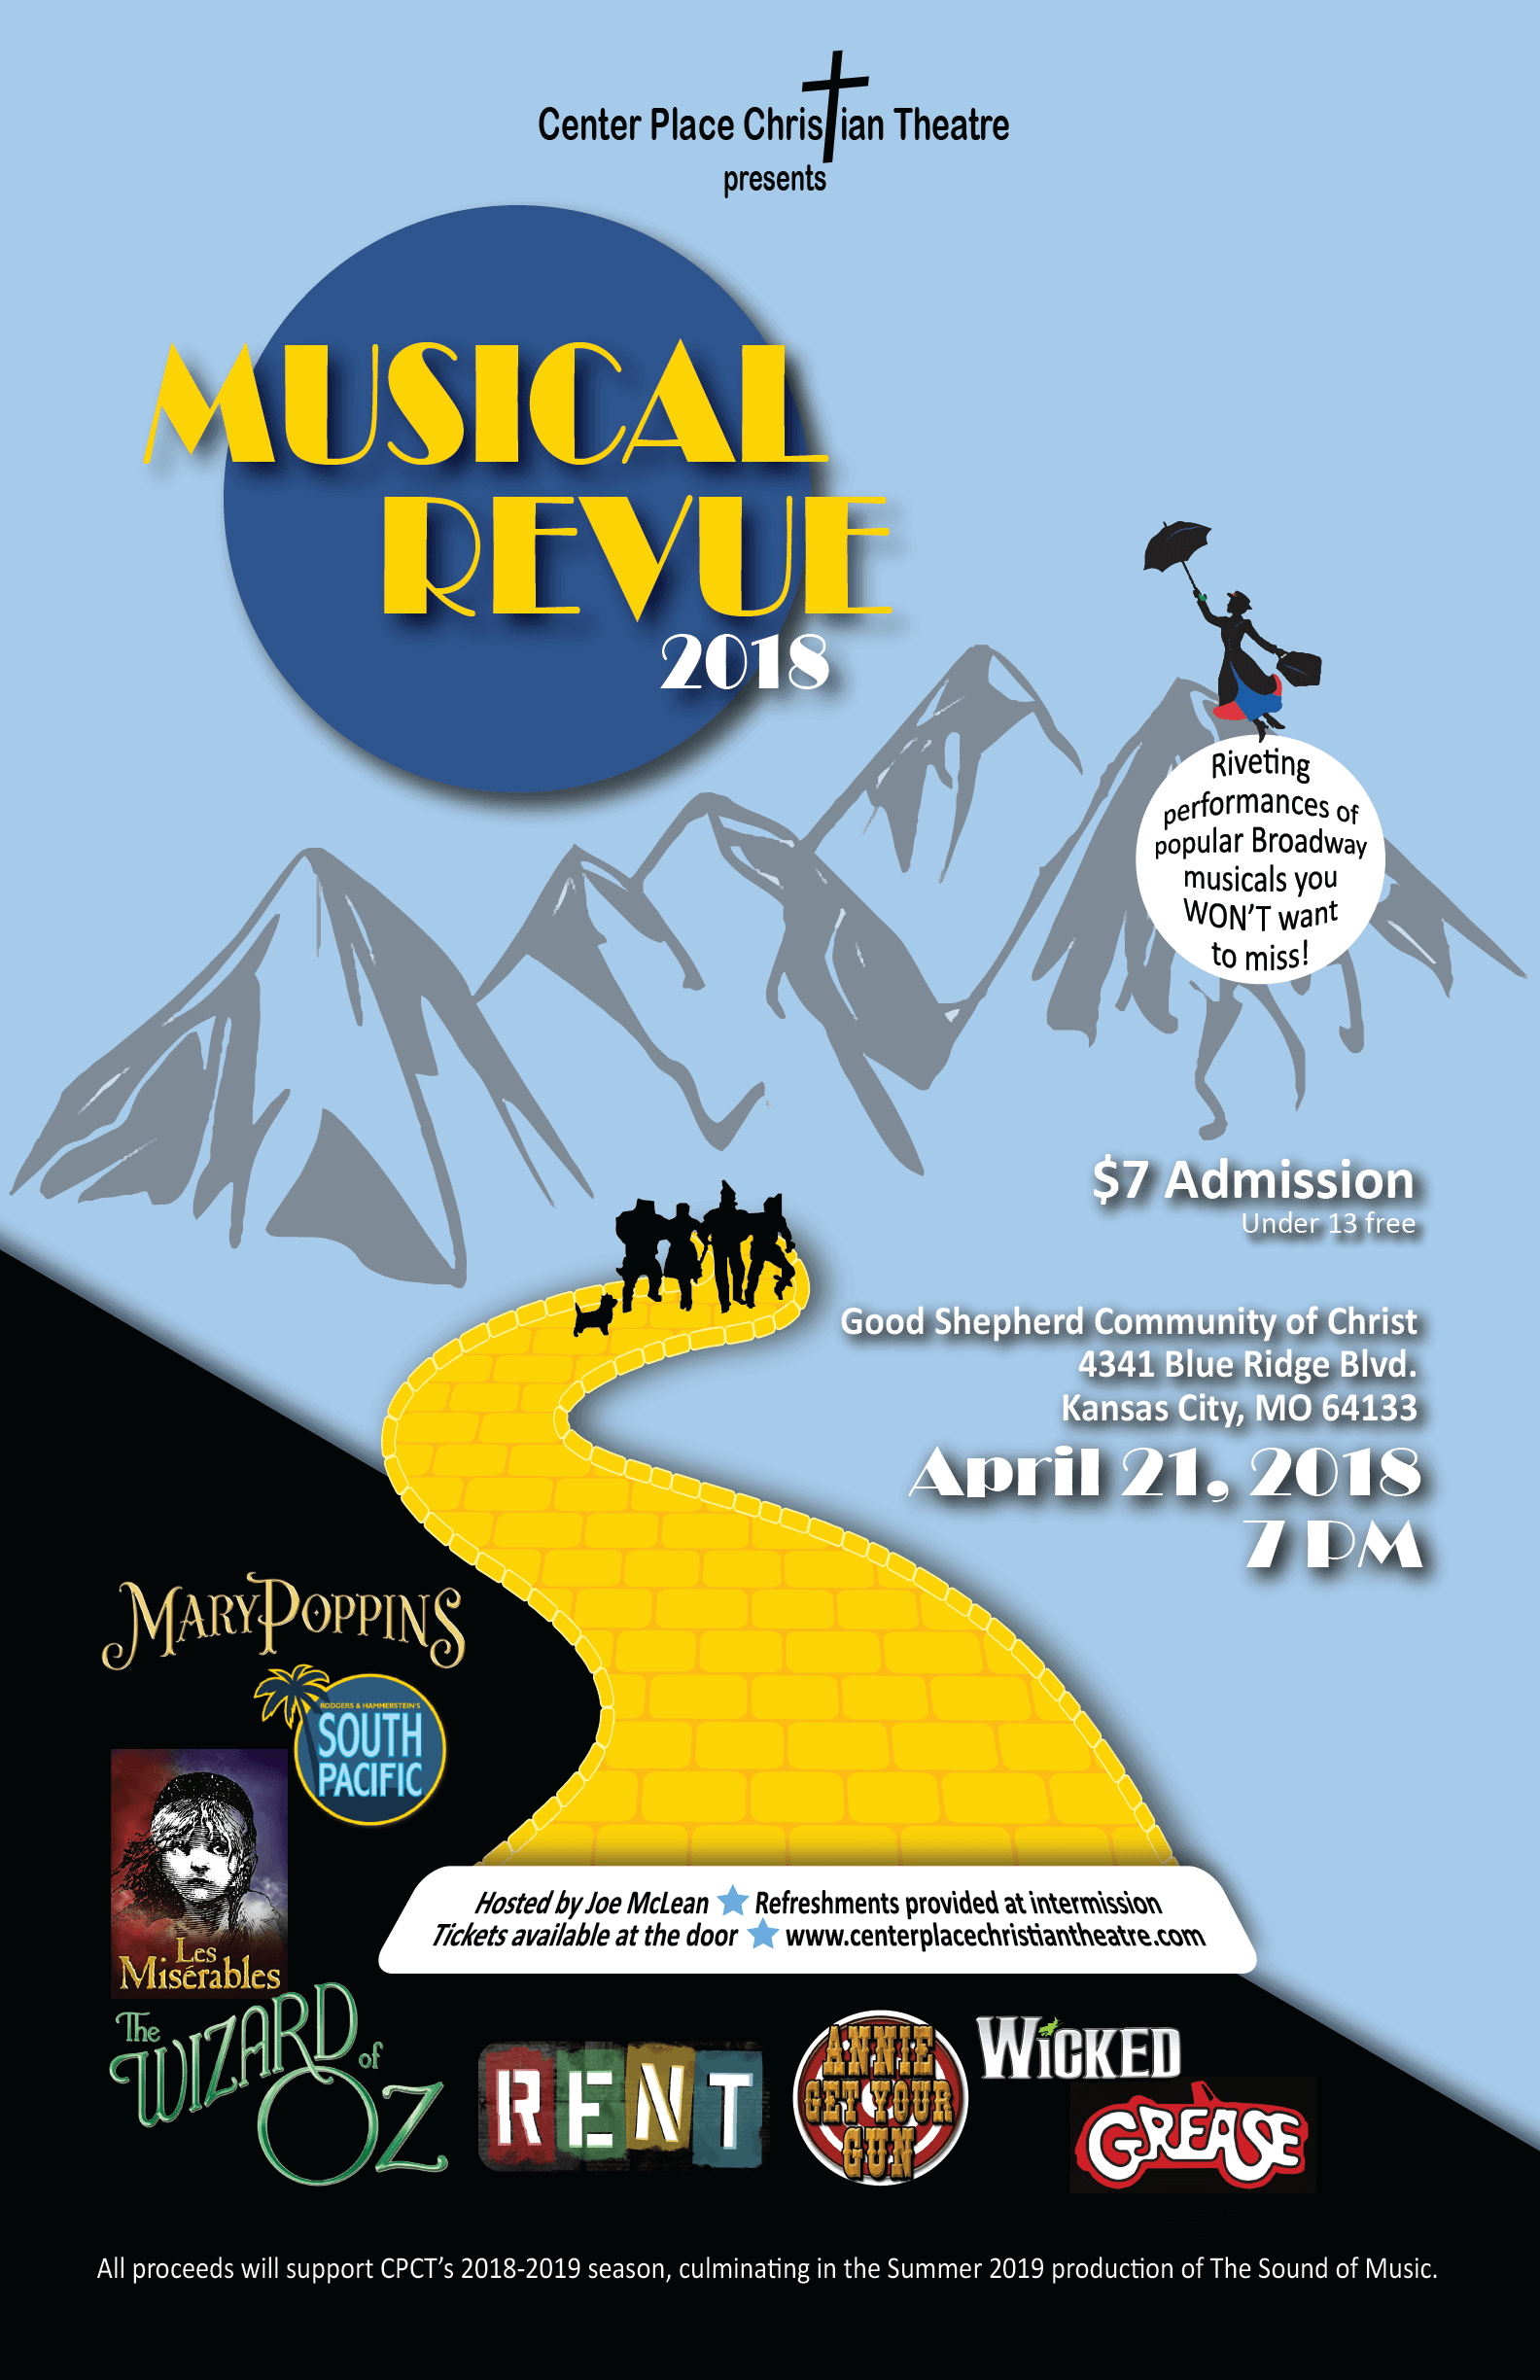 Center Place Christian Theatre
presents
MUSICAL
REVUE
2018
Riveting
performances of
popular Broadway
musicals you
WON'T want
to miss!
$7 Admission
Under 13 free
Good Shepherd Community of Christ
4341 Blue Ridge Blvd.
Kansas City, MO 64133
April 21, 2018
7 PM
MARY POPPINS
RODGERS & HAMMERSTEIN'S
SOUTH
PACIFIC
Les
Misérables
Hosted by Joe McLean ★ Refreshments provided at intermission
Tickets available at the door ★ www.centerplacechristiantheatre.com
The
WIZARD
of
OZ
RENT
ANNIE
GET YOUR
GUN
WICKED
GREASE
All proceeds will support CPCT's 2018-2019 season, culminating in the Summer 2019 production of The Sound of Music.